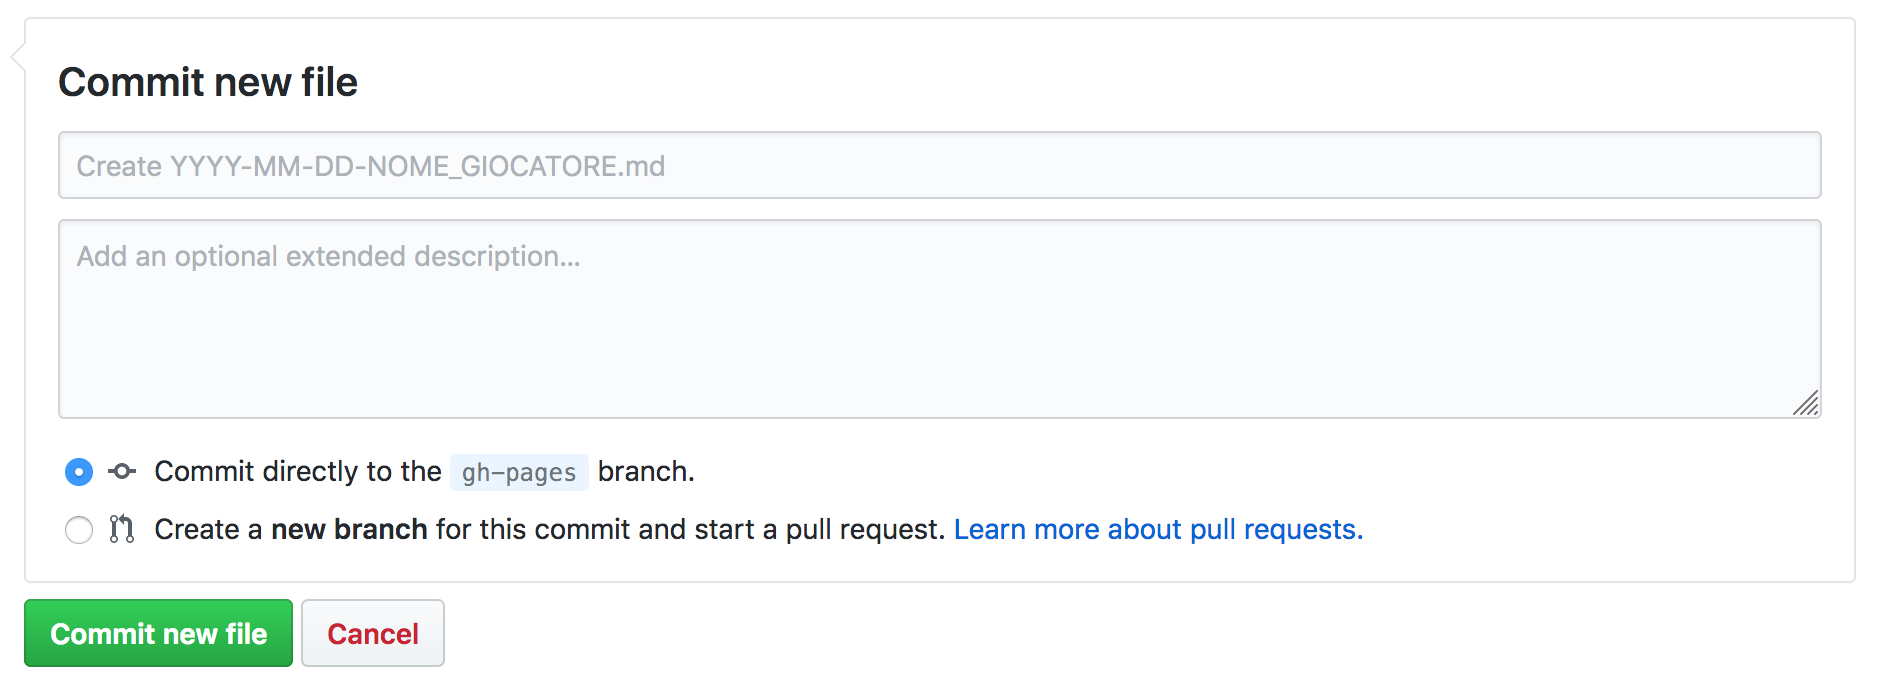 Commit new file
Create YYYY-MM-DD-NOME_GIOCATORE.md
Add an optional extended description...
Commit directly to the gh-pages branch.
Create a new branch for this commit and start a pull request. Learn more about pull requests.
Commit new file
Cancel